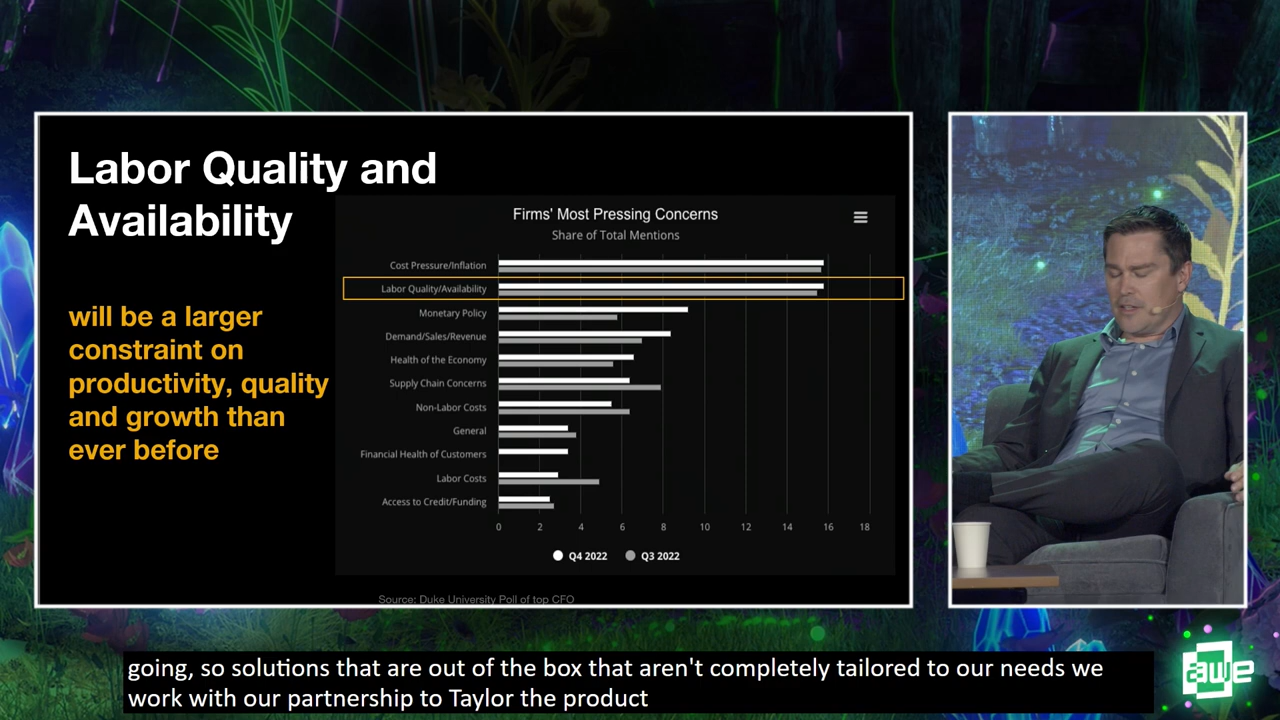 Labor Quality and
Availability
will be a larger
constraint on
productivity, quality
and growth than
ever before
Firms' Most Pressing Concerns
Share of Total Mentions
Cost Pressure/Inflation
Labor Quality/Availability
Monetary Policy
Demand/Sales/Revenue
Health of the Economy
Supply Chain Concerns
Non-Labor Costs
General
Financial Health of Customers
Labor Costs
Access to Credit/Funding
0 2 4 6 8 10 12 14 16 18
Q4 2022 Q3 2022
Source: Duke University Poll of top CFO
going, so solutions that are out of the box that aren't completely tailored to our needs we
work with our partnership to Taylor the product
awe